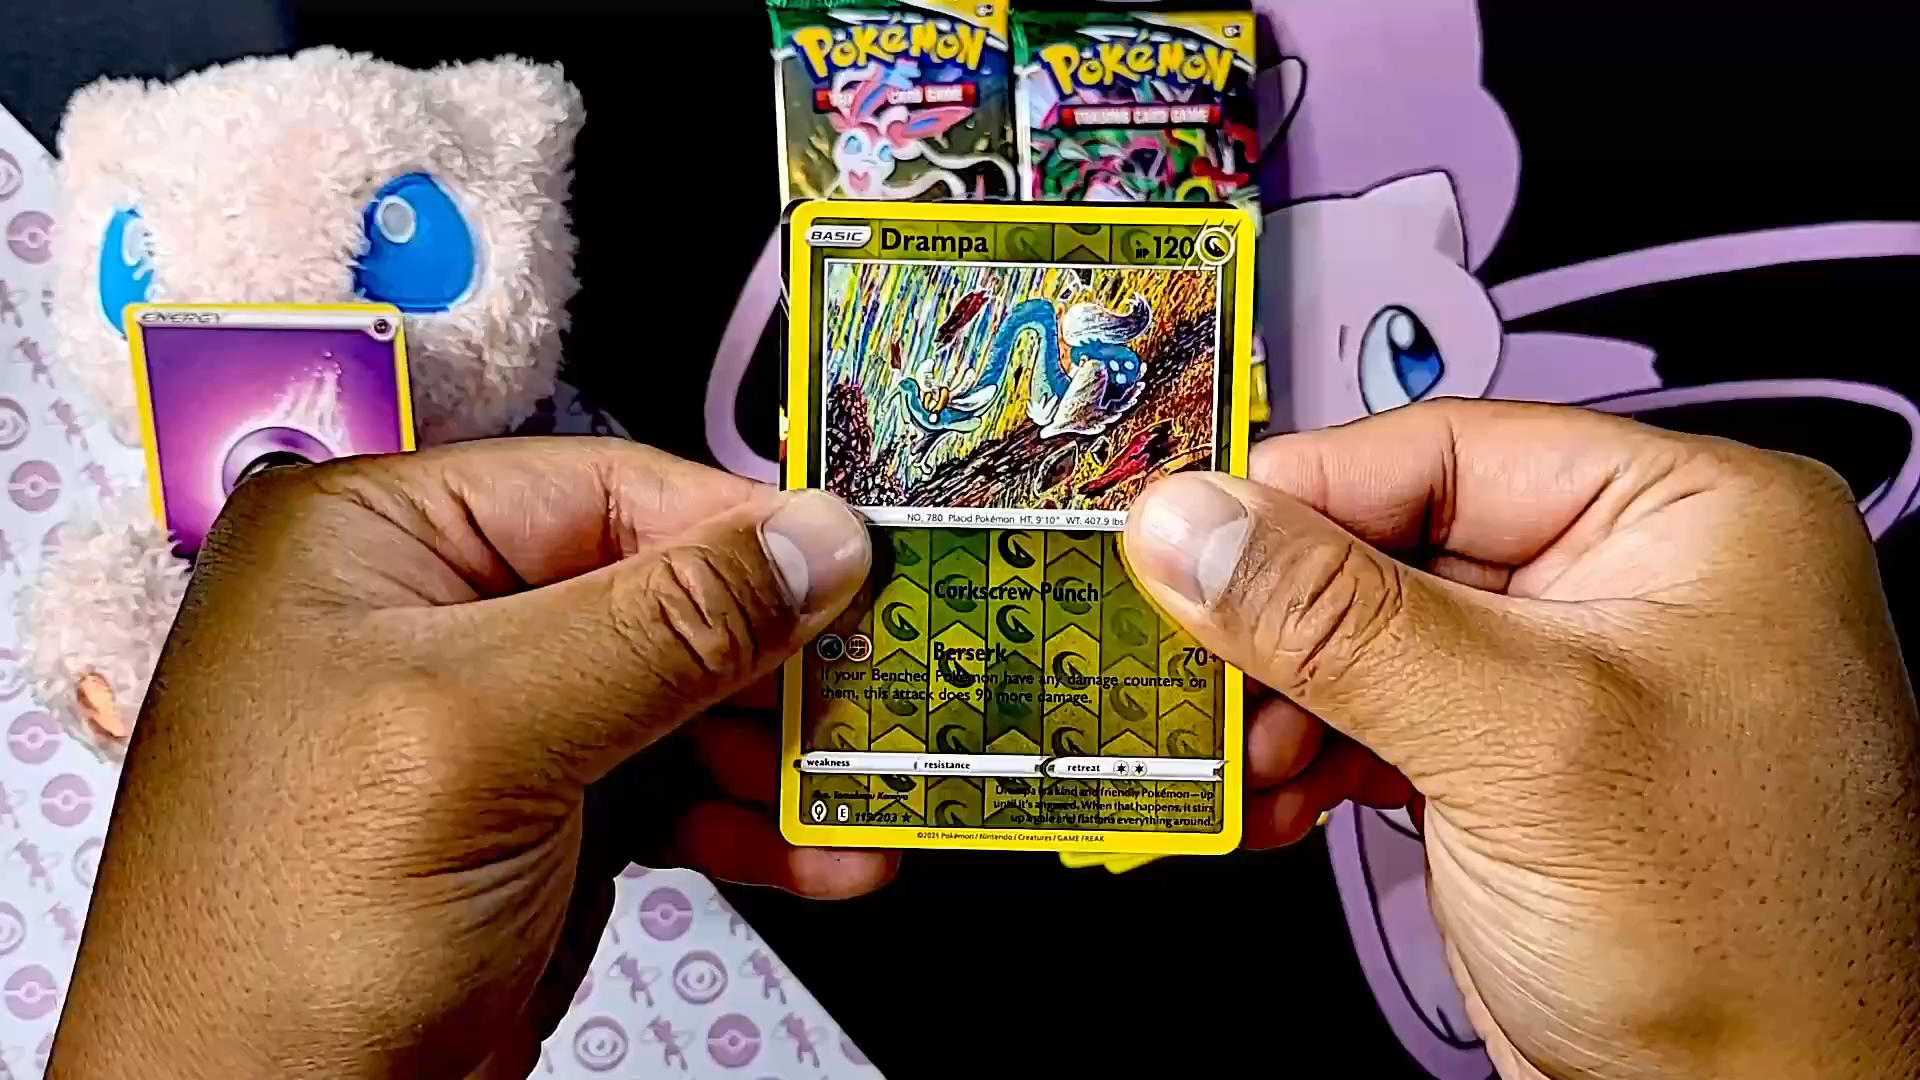 POKéMON
CARD GAME
POKéMON
TRADING CARD GAME
BASIC Drampa HP 120
ENERGY
NO. 780 Placid Pokémon HT. 9'10" WT. 407.9 lbs
Corkscrew Punch
Berserk 70+
If your Benched Pokémon have any damage counters on
them, this attack does 90 more damage.
weakness resistance retreat
Drampa is a kind and friendly Pokémon—up
until it's angered. When that happens, it stirs
up a gale and flattens everything around.
E /203 ★
©2021 Pokémon / Nintendo / Creatures / GAME FREAK